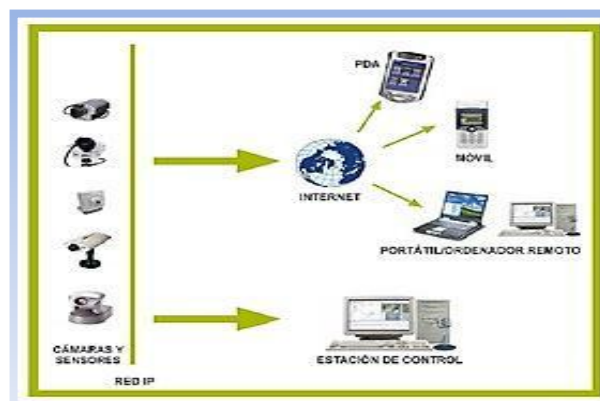 PDA
MÓVIL
INTERNET
PORTÁTIL/ORDENADOR REMOTO
CÁMARAS Y
SENSORES
ESTACIÓN DE CONTROL
RED IP